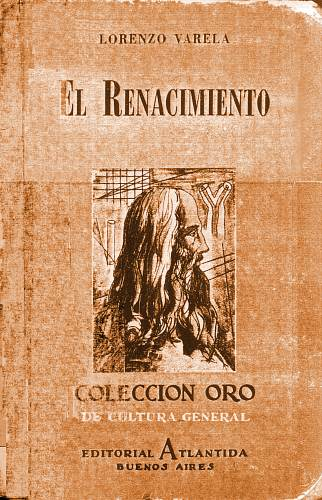 LORENZO VARELA
EL RENACIMIENTO
COLECCION ORO
DE CULTURA GENERAL
EDITORIAL ATLANTIDA
BUENOS AIRES